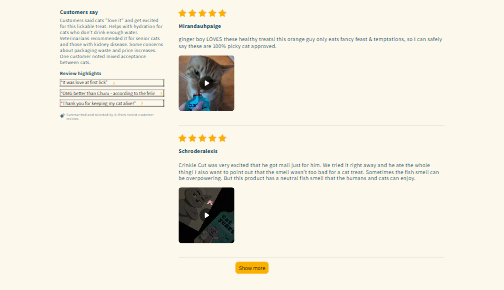 Customers say
Customers said cats "love it" and get excited
for this lickable treat. Helps with hydration for
cats who don't drink enough water.
Veterinarians recommended it for senior cats
and those with kidney disease. Some concerns
about packaging waste and price increases.
One customer noted mixed acceptance
between cats.
Review highlights
"It was love at first lick!"
"OMG better Than Churu - according to the felin
"Thank you for keeping my cat alive!"
Mirandauhpaige
ginger boy LOVES these healthy treats! this orange guy only eats fancy feast & temptations, so I can safely
say these are 100% picky cat approved.
Schroderalexis
Crinkle Cut was very excited that he got mail just for him. We tried it right away and he ate the whole
thing! I also want to point out that the smell wasn't too bad for a cat treat. Sometimes the fish smell can
be overpowering. But this product has a neutral fish smell that the humans and cats can enjoy.
Show more